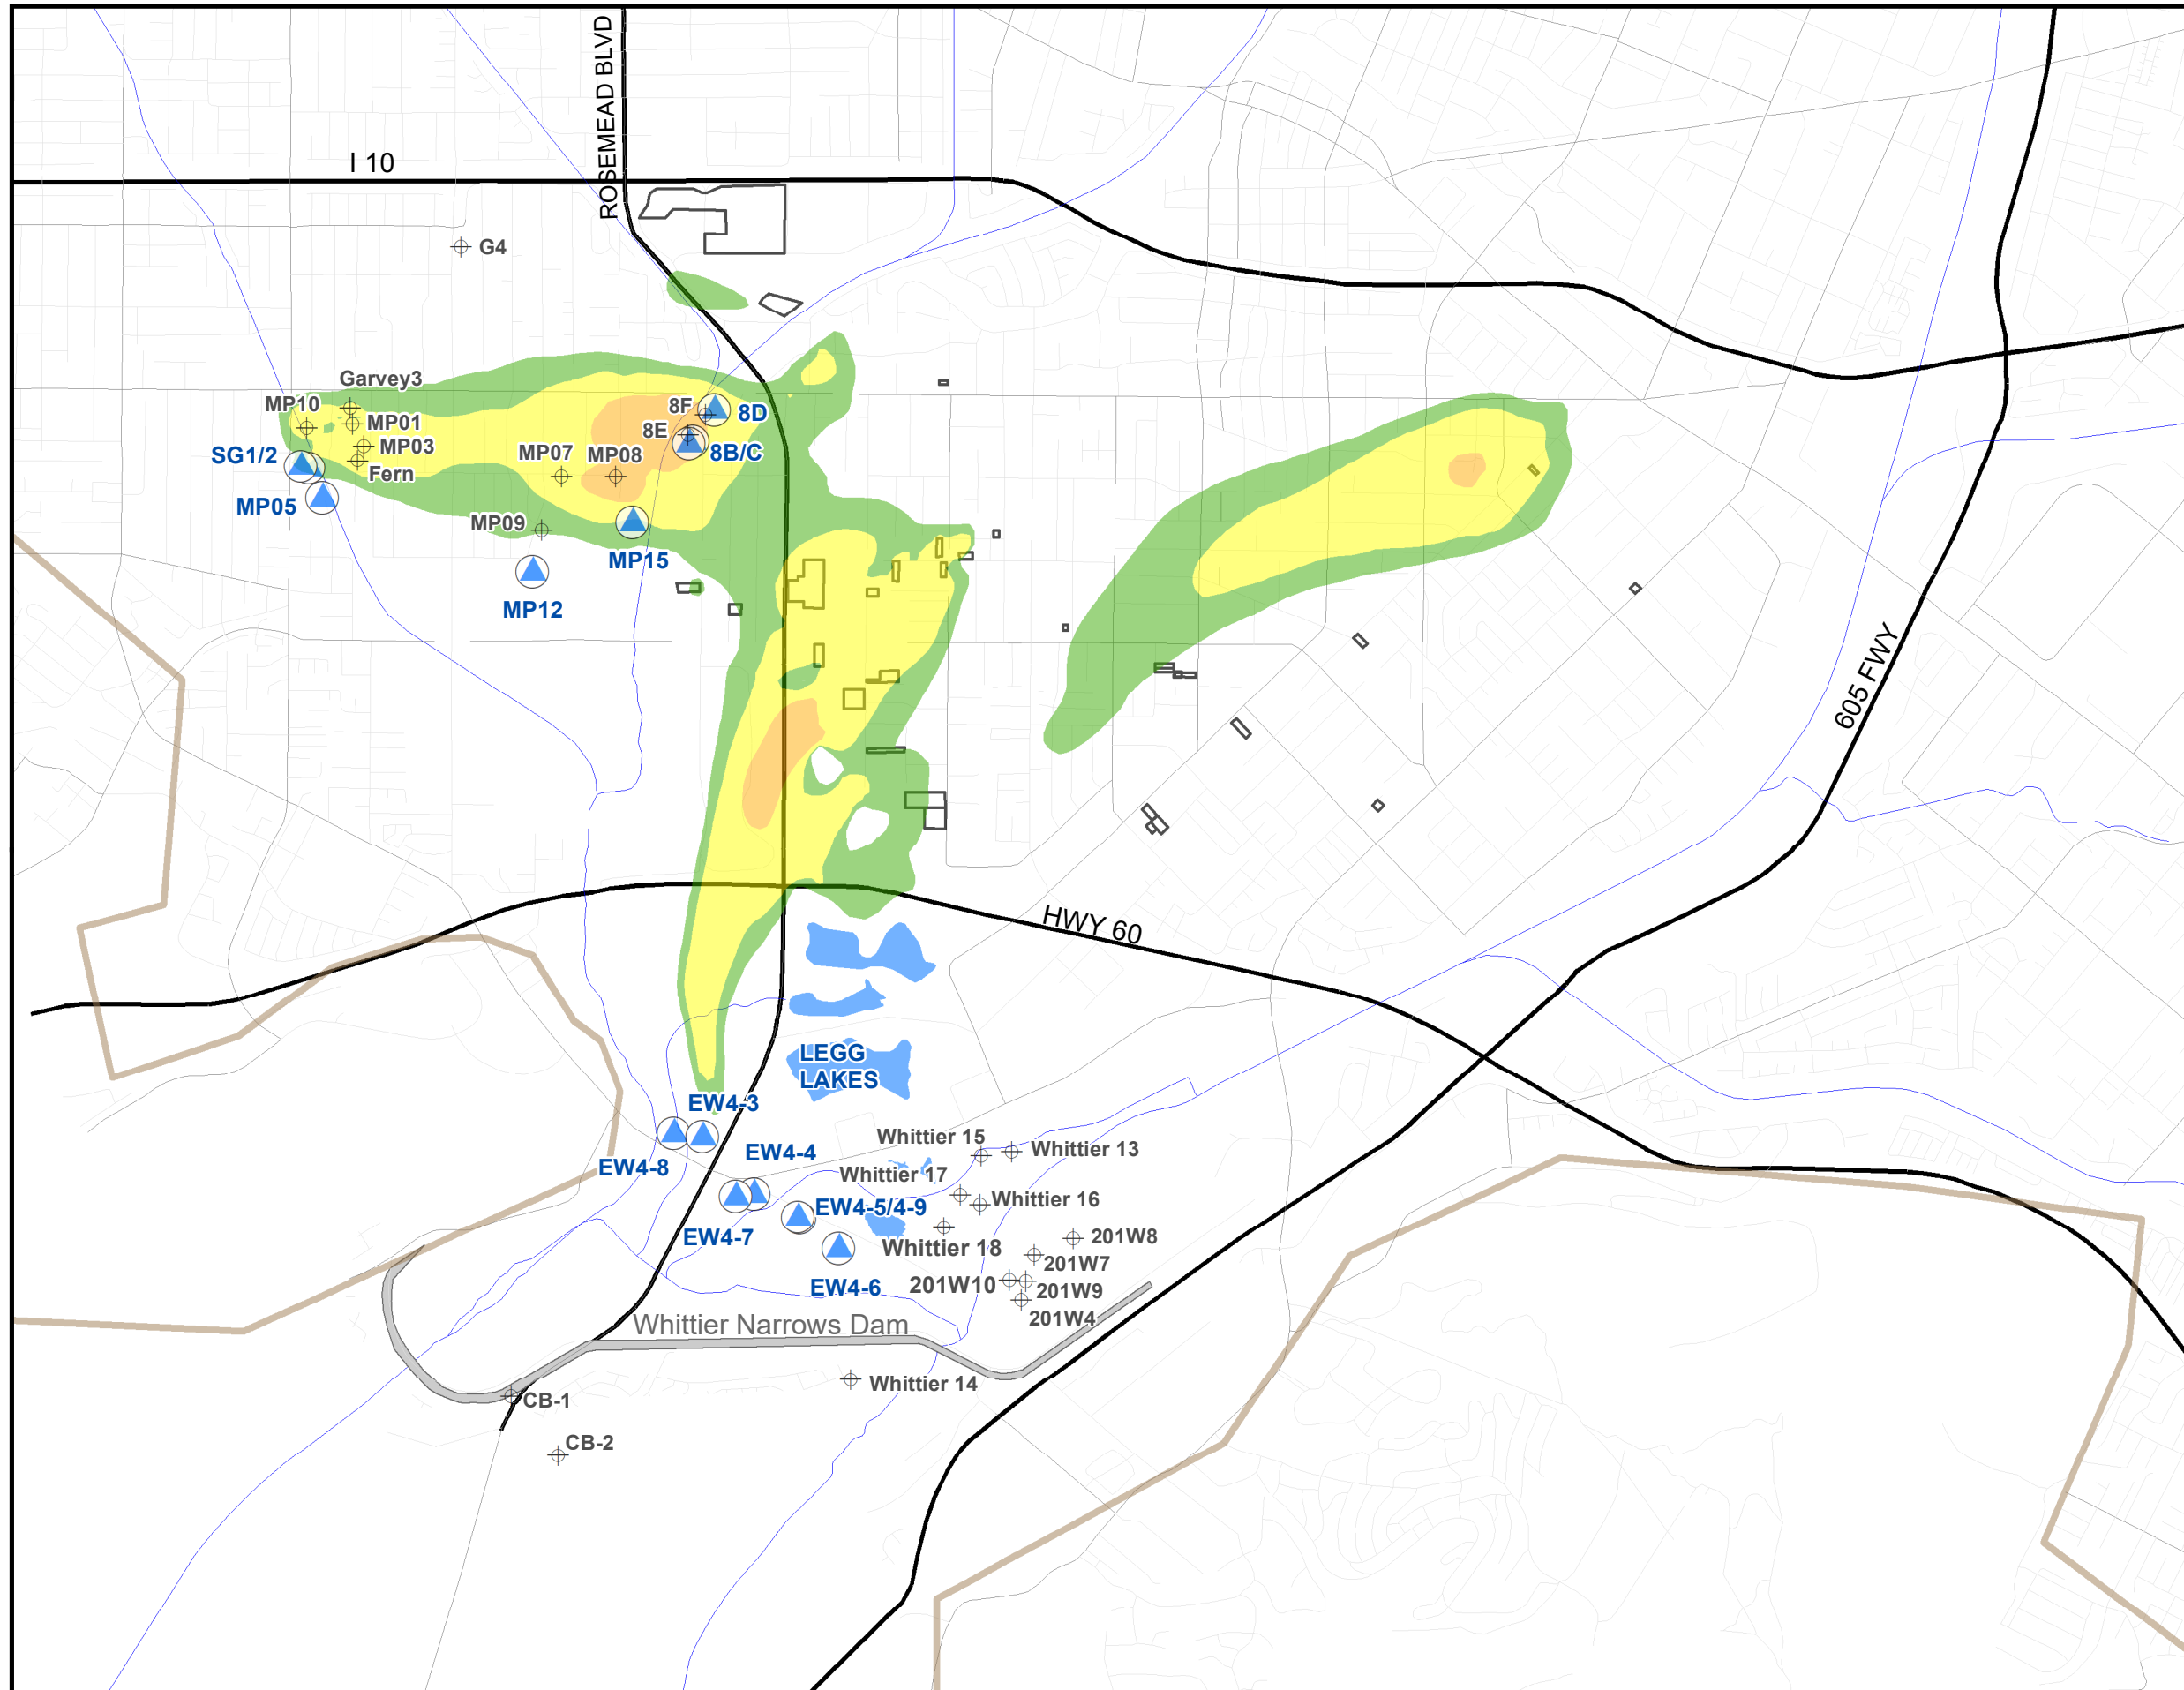 ROSEMEAD BLVD
I 10
G4
Garvey3
MP10
MP01
MP03
SG1/2
Fern
MP05
8F
8D
8E
8B/C
MP07
MP08
MP09
MP15
MP12
605 FWY
HWY 60
LEGG
LAKES
EW4-3
EW4-4
EW4-8
Whittier 15
Whittier 13
Whittier 17
Whittier 16
EW4-5/4-9
EW4-7
Whittier 18
201W8
201W7
EW4-6
201W10
201W9
201W4
Whittier Narrows Dam
Whittier 14
CB-1
CB-2